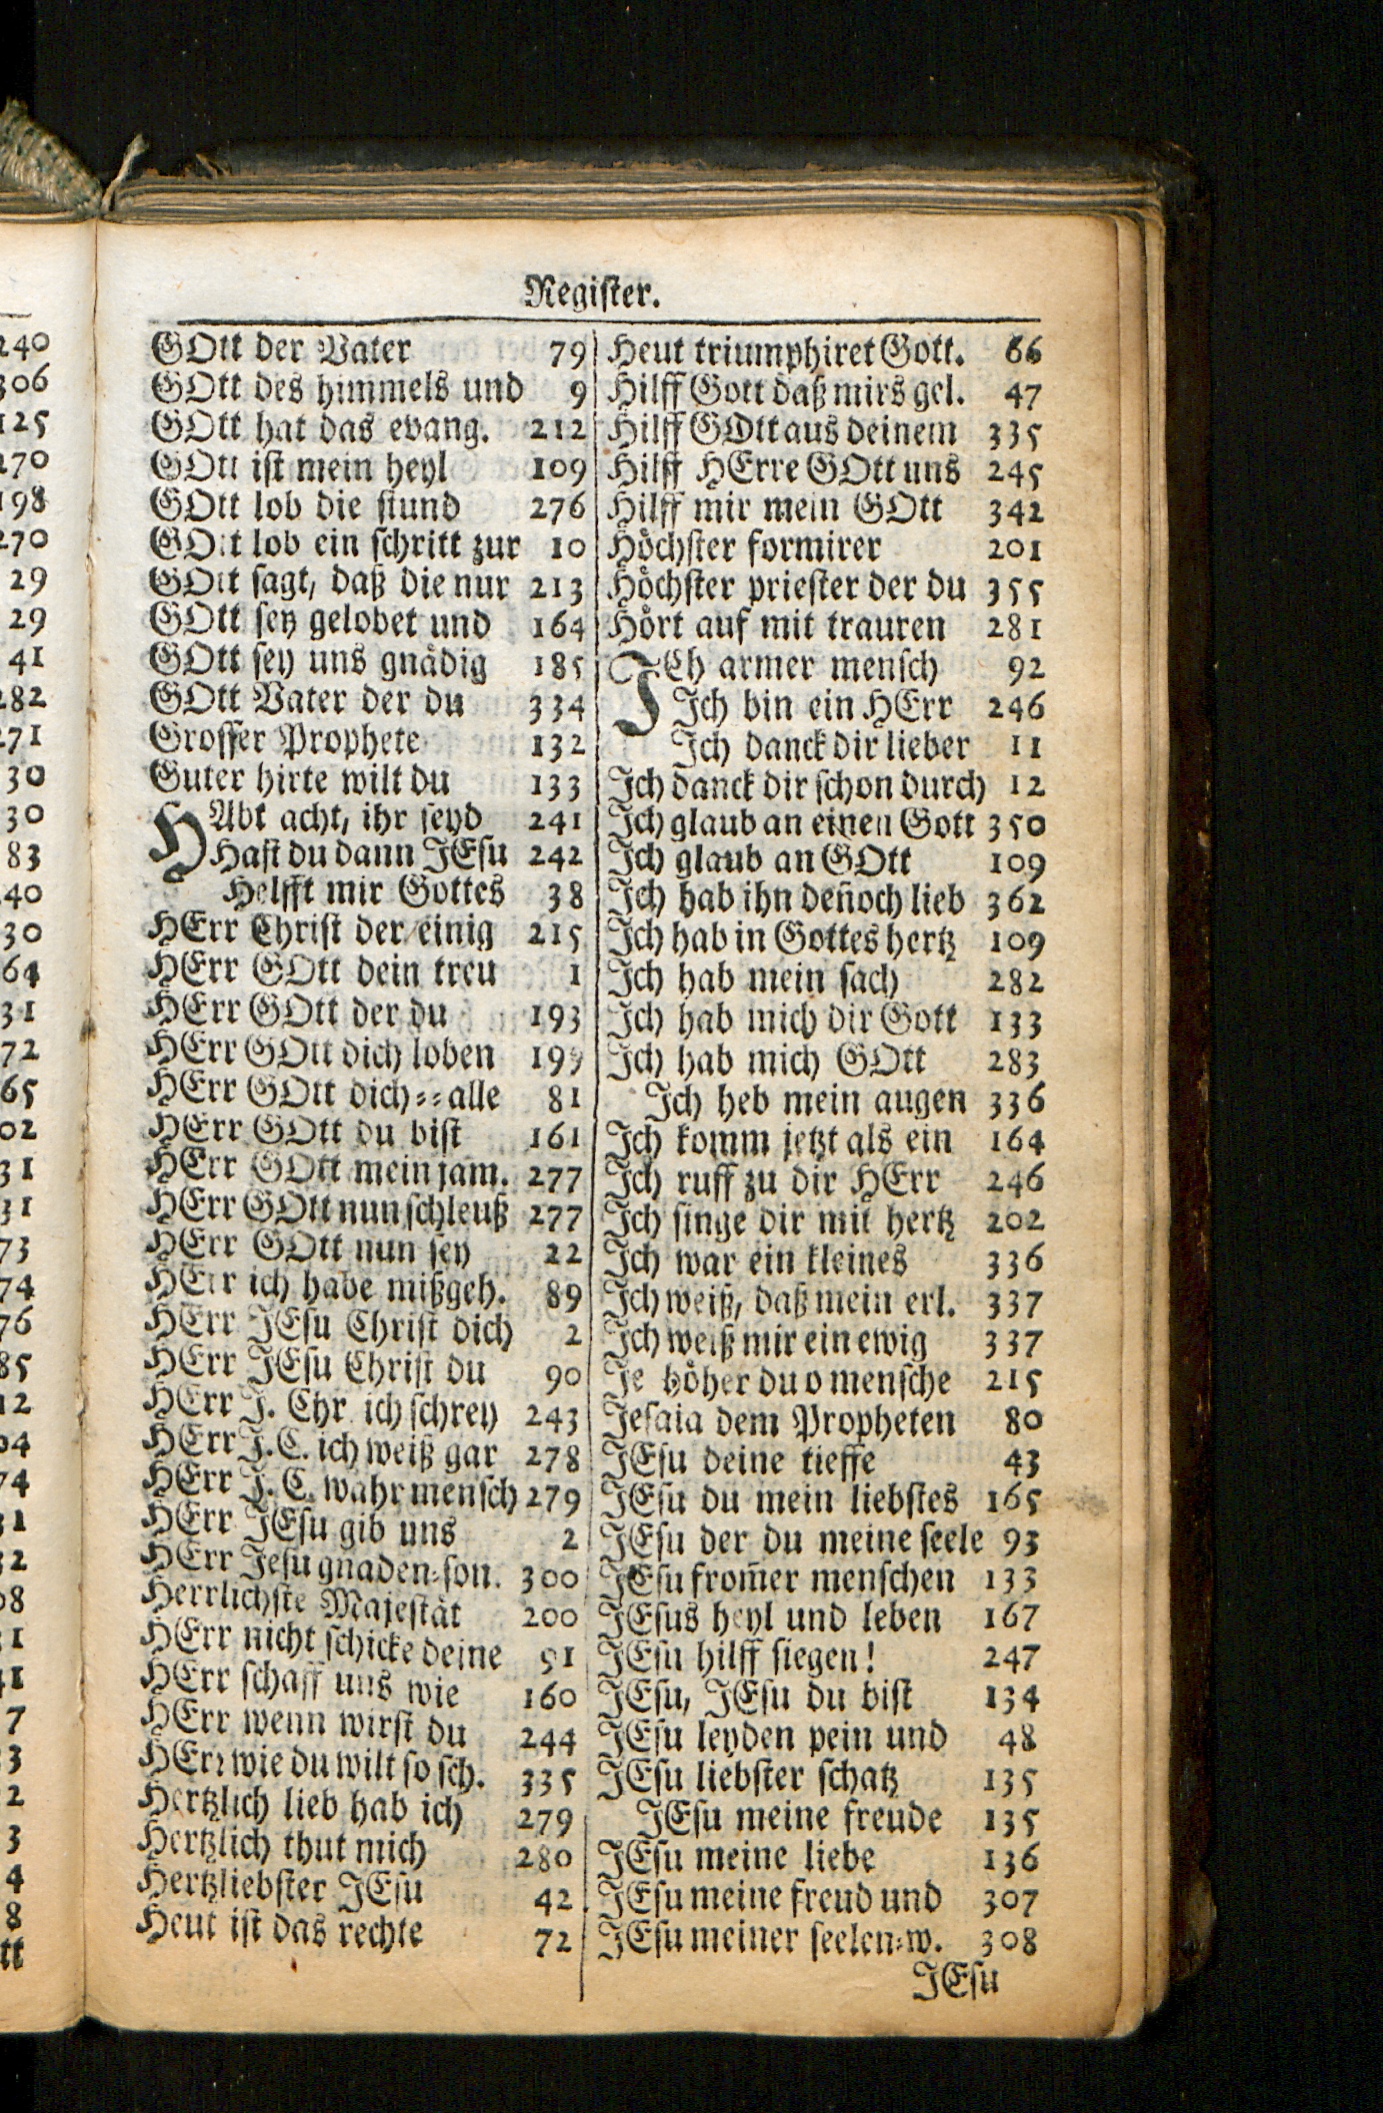 Register.
GOtt der Vater 79
GOtt des himmels und 9
GOtt hat das evang. 212
GOtt ist mein heyl 109
GOtt lob die stund 276
GOtt lob ein schritt zur 10
GOtt sagt, daß die nur 213
GOtt sey gelobet und 164
GOtt sey uns gnädig 185
GOtt Vater der du 334
Grosser Prophete 132
Guter hirte wilt du 133
HAbt acht, ihr seyd 241
Hast du dann JEsu 242
Helfft mir Gottes 38
HErr Christ der einig 215
HErr GOtt dein treu 1
HErr GOtt der du 193
HErr GOtt dich loben 199
HErr GOtt dich⸗⸗alle 81
HErr GOtt du bist 161
HErr GOtt mein jam. 277
HErr GOtt nun schleuß 277
HErr GOtt nun sey 22
HErr ich habe mißgeh. 89
HErr JEsu Christ dich 2
HErr JEsu Christ du 90
HErr J. Chr ich schrey 243
HErr J. C. ich weiß gar 278
HErr J. C. wahr mensch 279
HErr JEsu gib uns 2
HErr Jesu gnaden⸗son. 300
Herrlichste Majestät 200
HErr nicht schicke deine 91
HErr schaff uns wie 160
HErr wenn wirst du 244
HErr wie du wilt so sch. 335
Hertzlich lieb hab ich 279
Hertzlich thut mich 280
Hertzliebster JEsu 42
Heut ist das rechte 72
Heut triumphiret Gott. 66
Hilff Gott daß mirs gel. 47
Hilff GOtt aus deinem 335
Hilff HErre GOtt uns 245
Hilff mir mein GOtt 342
Höchster formirer 201
Höchster priester der du 355
Hört auf mit trauren 281
JCh armer mensch 92
Ich bin ein HErr 246
Ich danck dir lieber 11
Ich danck dir schon durch 12
Ich glaub an einen Gott 350
Ich glaub an GOtt 109
Ich hab ihn deñoch lieb 362
Ich hab in Gottes hertz 109
Ich hab mein sach 282
Ich hab mich dir Gott 133
Ich hab mich GOtt 283
Ich heb mein augen 336
Ich komm jetzt als ein 164
Ich ruff zu dir HErr 246
Ich singe dir mit hertz 202
Ich war ein kleines 336
Ich weiß, daß mein erl. 337
Ich weiß mir ein ewig 337
Je höher du o mensche 215
Jesaia dem Propheten 80
JEsu deine tieffe 43
JEsu du mein liebstes 165
JEsu der du meine seele 93
JEsu from̃er menschen 133
JEsus heyl und leben 167
JEsu hilff siegen! 247
JEsu, JEsu du bist 134
JEsu leyden pein und 48
JEsu liebster schatz 135
JEsu meine freude 135
JEsu meine liebe 136
JEsu meine freud und 307
JEsu meiner seelen⸗w. 308
JEsu